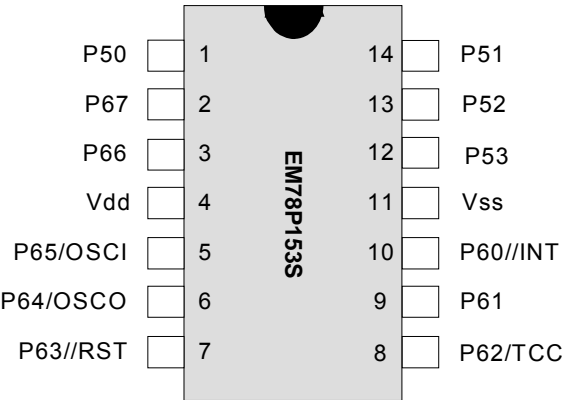 P50 1 14 P51
P67 2 13 P52
P66 3 12 P53
Vdd 4 11 Vss
P65/OSCI 5 10 P60//INT
P64/OSCO 6 9 P61
P63//RST 7 8 P62/TCC
EM78P153S